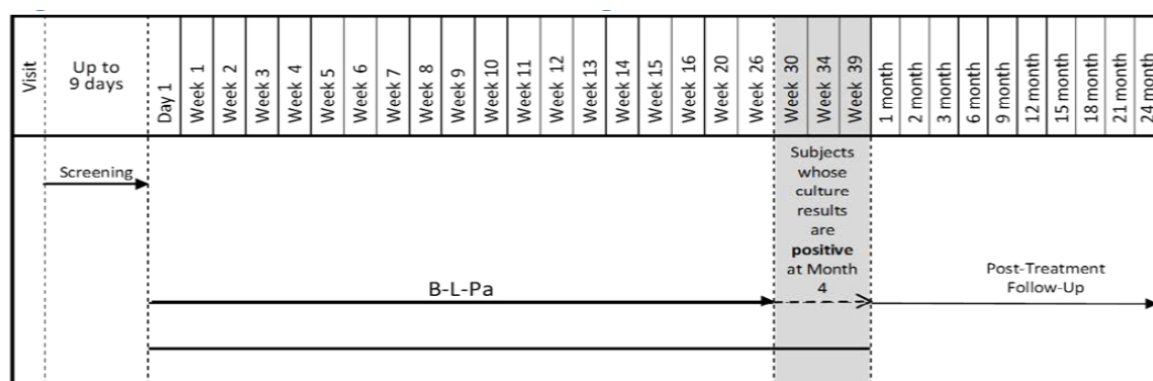 Visit
Up to
9 days
Day 1
Week 1
Week 2
Week 3
Week 4
Week 5
Week 6
Week 7
Week 8
Week 9
Week 10
Week 11
Week 12
Week 13
Week 14
Week 15
Week 16
Week 20
Week 26
Week 30
Week 34
Week 39
1 month
2 month
3 month
6 month
9 month
12 month
15 month
18 month
21 month
24 month
Screening
Subjects
whose
culture
results
are
positive
at Month
4
B-L-Pa
Post-Treatment
Follow-Up